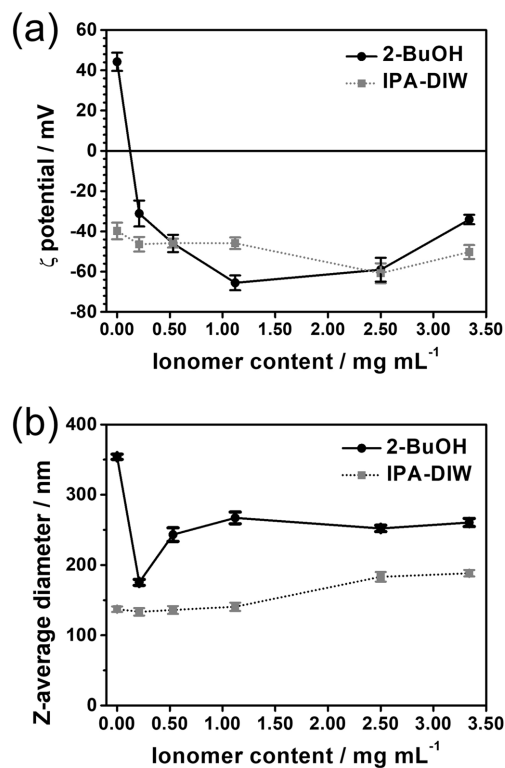 (a)
ζ potential / mV
60
40
20
0
-20
-40
-60
-80
2-BuOH
IPA-DIW
0.00 0.50 1.00 1.50 2.00 2.50 3.00 3.50
Ionomer content / mg mL⁻¹
(b)
Z-average diameter / nm
400
300
200
100
0
2-BuOH
IPA-DIW
0.00 0.50 1.00 1.50 2.00 2.50 3.00 3.50
Ionomer content / mg mL⁻¹